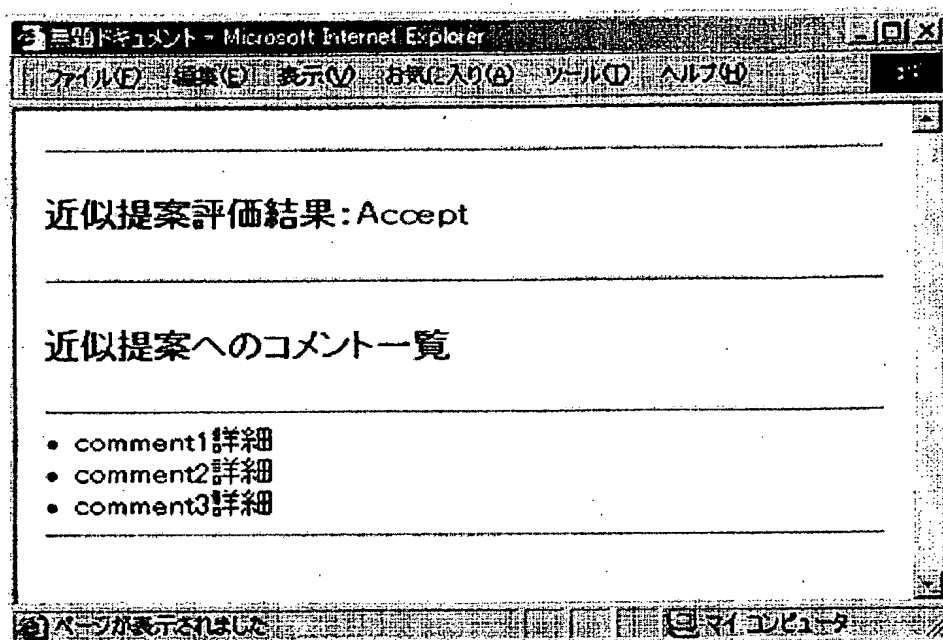 無題ドキュメント - Microsoft Internet Explorer
ファイル(F) 編集(E) 表示(V) お気に入り(A) ツール(T) ヘルプ(H)
近似提案評価結果:Accept
近似提案へのコメント一覧
• comment1詳細
• comment2詳細
• comment3詳細
ページが表示されました
マイ コンピュータ